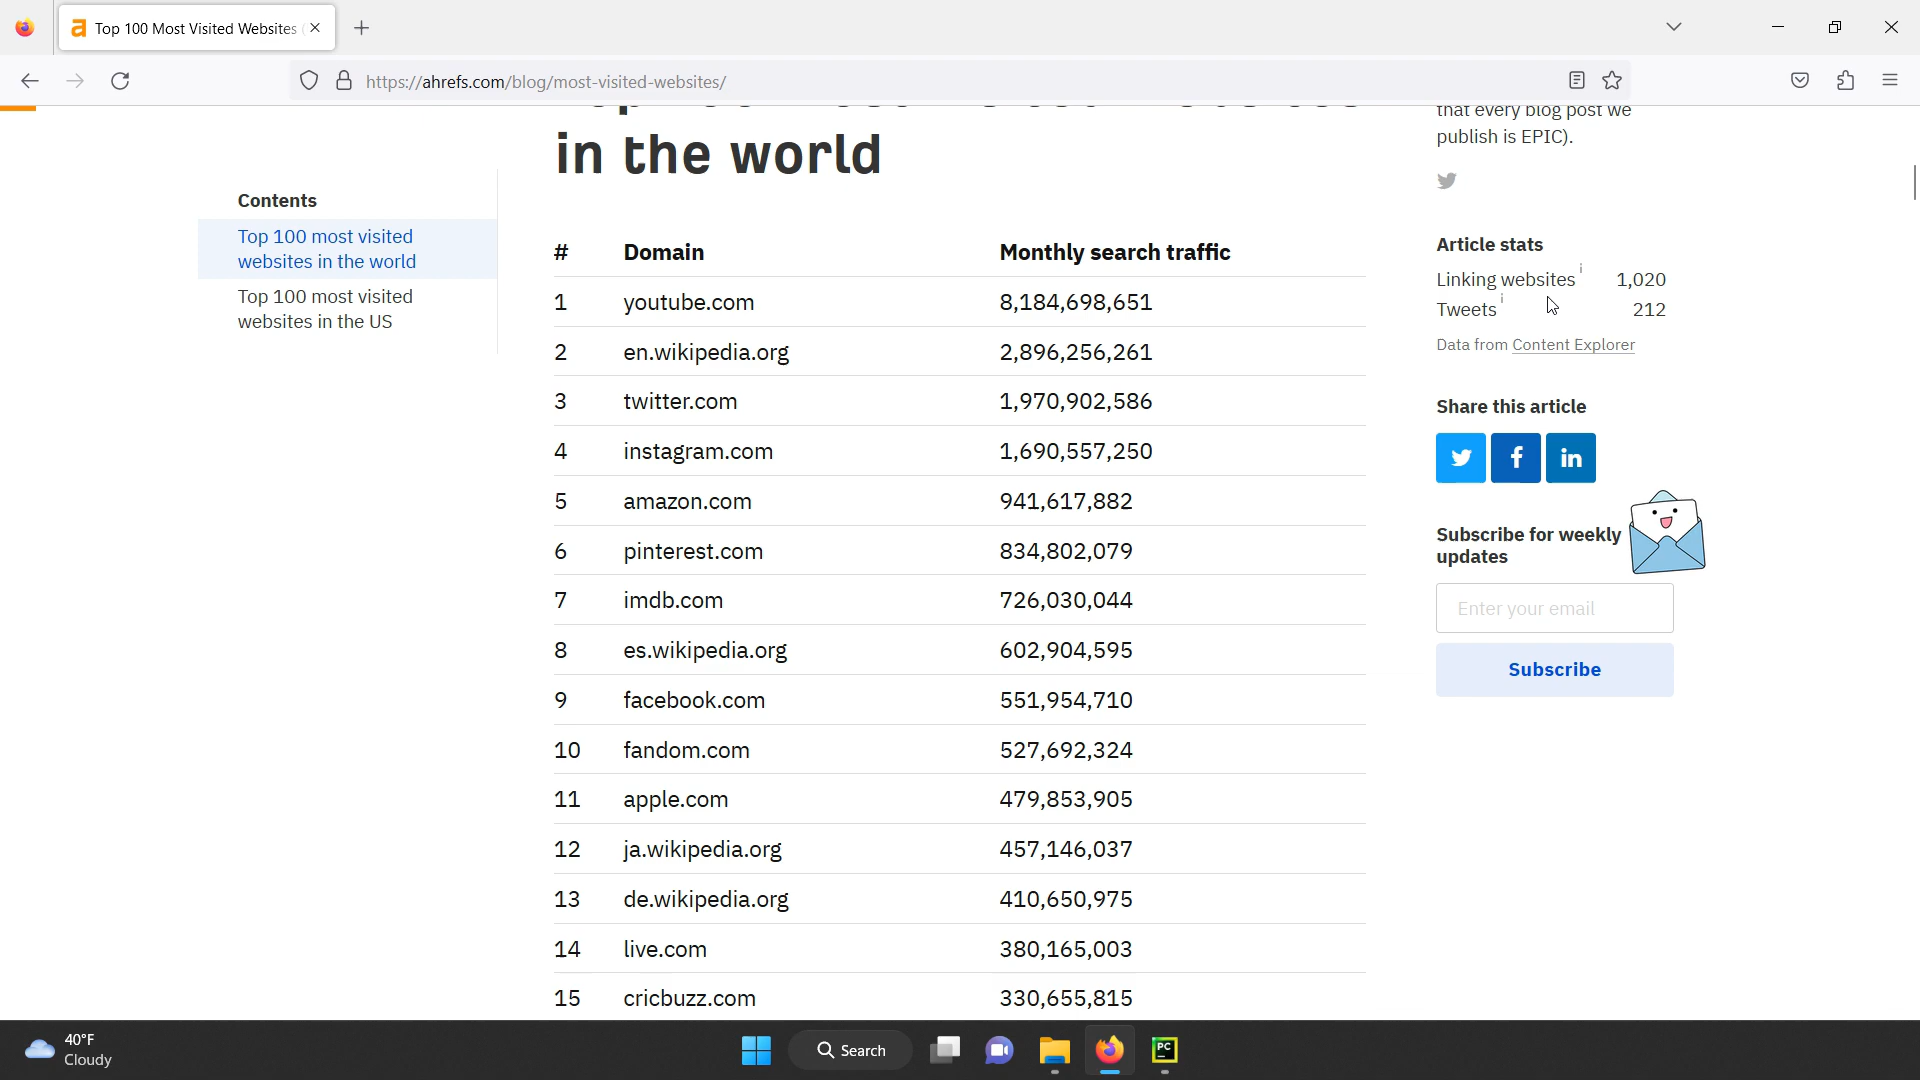 Top 100 Most Visited Websites
https://ahrefs.com/blog/most-visited-websites/
in the world
Contents
Top 100 most visited
websites in the world
Top 100 most visited
websites in the US
# Domain Monthly search traffic
1 youtube.com 8,184,698,651
2 en.wikipedia.org 2,896,256,261
3 twitter.com 1,970,902,586
4 instagram.com 1,690,557,250
5 amazon.com 941,617,882
6 pinterest.com 834,802,079
7 imdb.com 726,030,044
8 es.wikipedia.org 602,904,595
9 facebook.com 551,954,710
10 fandom.com 527,692,324
11 apple.com 479,853,905
12 ja.wikipedia.org 457,146,037
13 de.wikipedia.org 410,650,975
14 live.com 380,165,003
15 cricbuzz.com 330,655,815
that every blog post we
publish is EPIC).
Article stats
Linking websites i 1,020
Tweets i 212
Data from Content Explorer
Share this article
Subscribe for weekly
updates
Enter your email
Subscribe
40°F
Cloudy
Search
PC